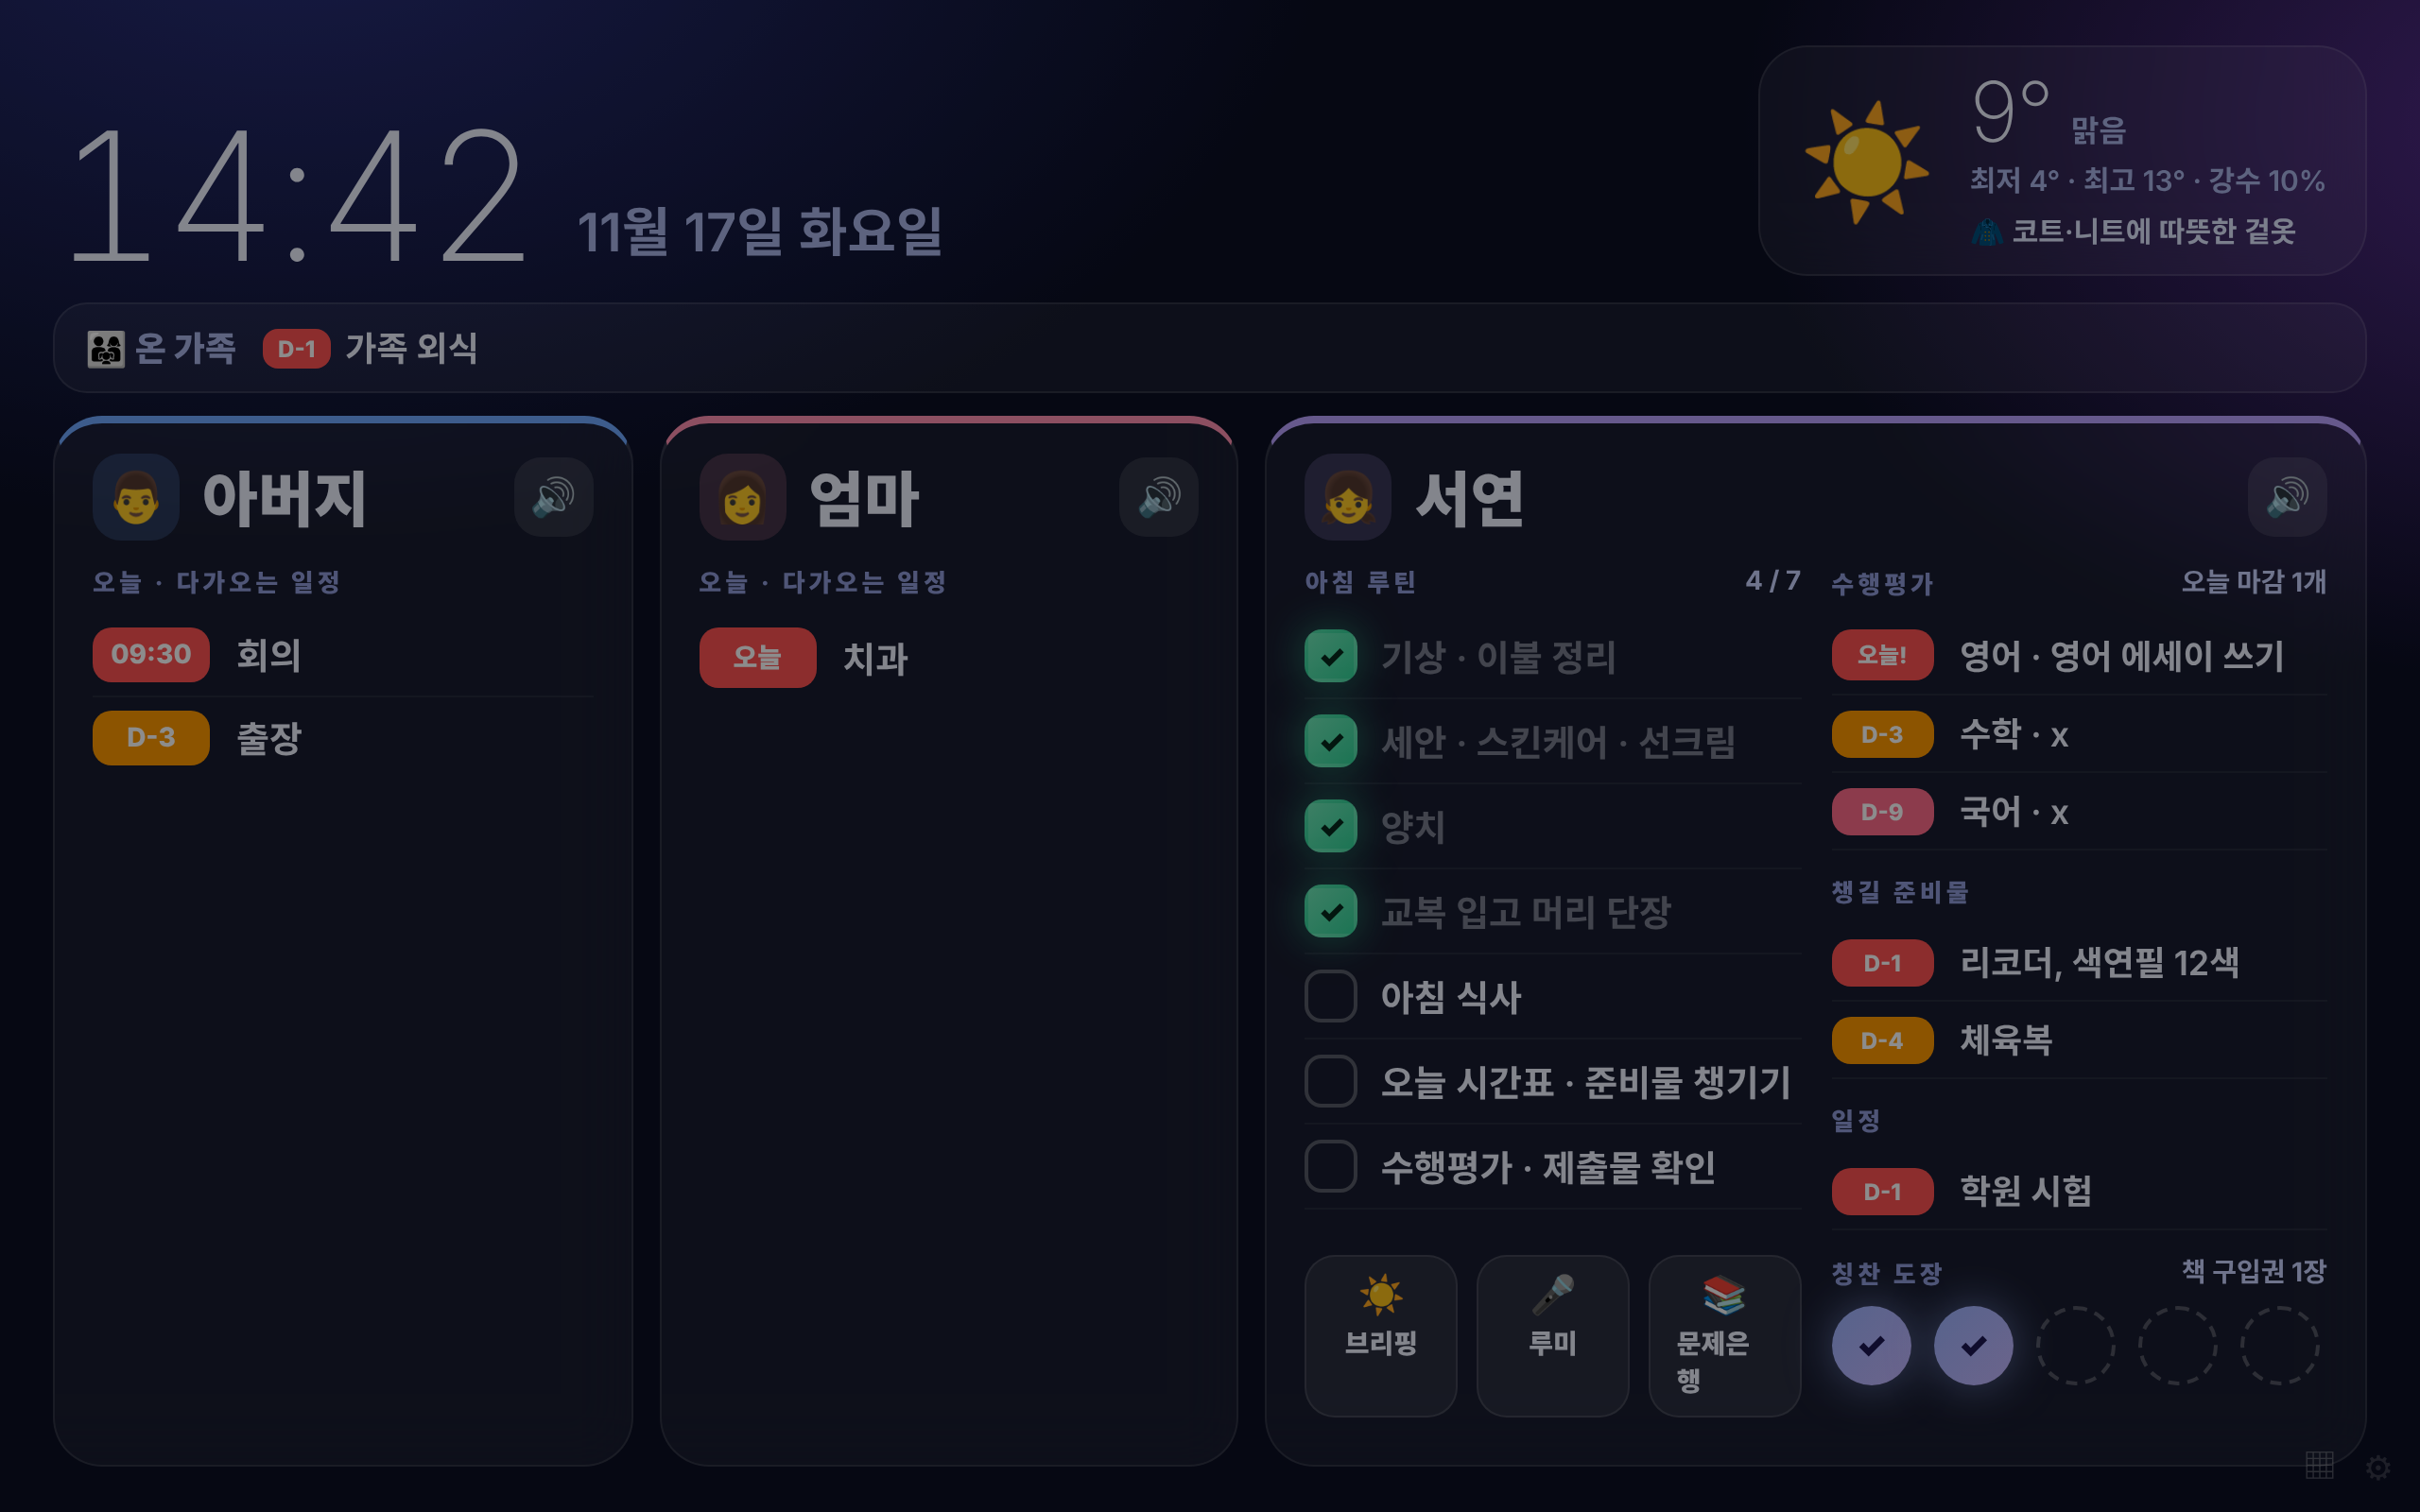 14:42
11월 17일 화요일
9° 맑음
최저 4° · 최고 13° · 강수 10%
코트·니트에 따뜻한 겉옷
온 가족 D-1 가족 외식
아버지
오늘 · 다가오는 일정
09:30 회의
D-3 출장
엄마
오늘 · 다가오는 일정
오늘 치과
서연
아침 루틴 4 / 7
기상 · 이불 정리
세안 · 스킨케어 · 선크림
양치
교복 입고 머리 단장
아침 식사
오늘 시간표 · 준비물 챙기기
수행평가 · 제출물 확인
브리핑
루미
문제은
행
수행평가 오늘 마감 1개
오늘! 영어 · 영어 에세이 쓰기
D-3 수학 · x
D-9 국어 · x
챙길 준비물
D-1 리코더, 색연필 12색
D-4 체육복
일정
D-1 학원 시험
칭찬 도장 책 구입권 1장